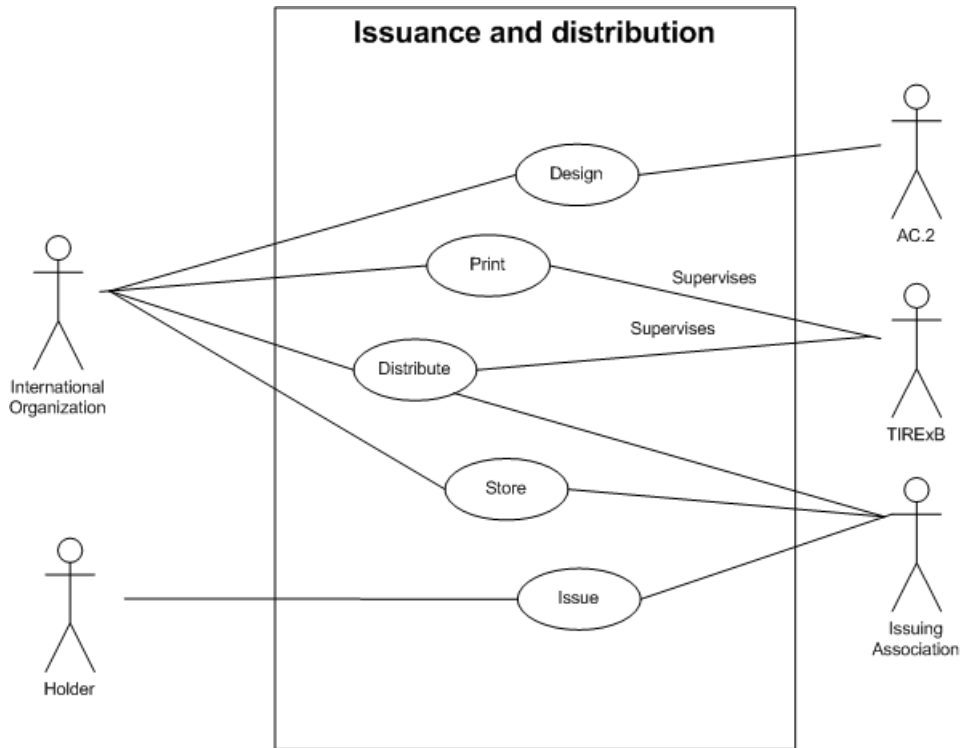 Issuance and distribution
Design
AC.2
Print
Supervises
Supervises
International
Organization
Distribute
TIRExB
Store
Issue
Holder
Issuing
Association